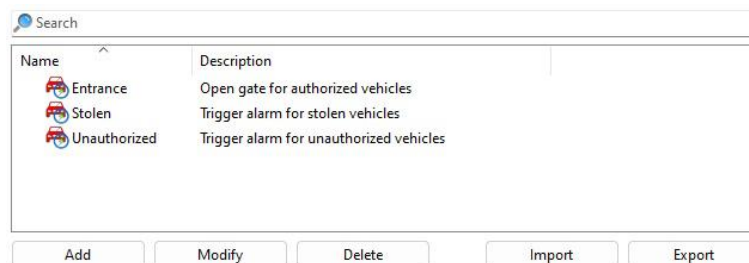 Search
Name Description
Entrance Open gate for authorized vehicles
Stolen Trigger alarm for stolen vehicles
Unauthorized Trigger alarm for unauthorized vehicles
Add Modify Delete Import Export